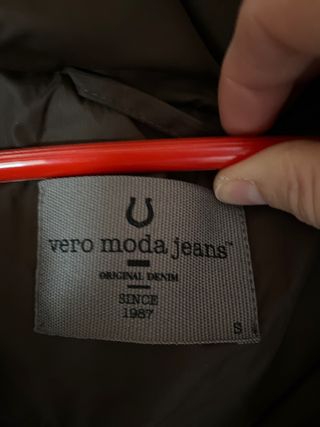 vero moda jeans™
ORIGINAL DENIM
SINCE
1987
S